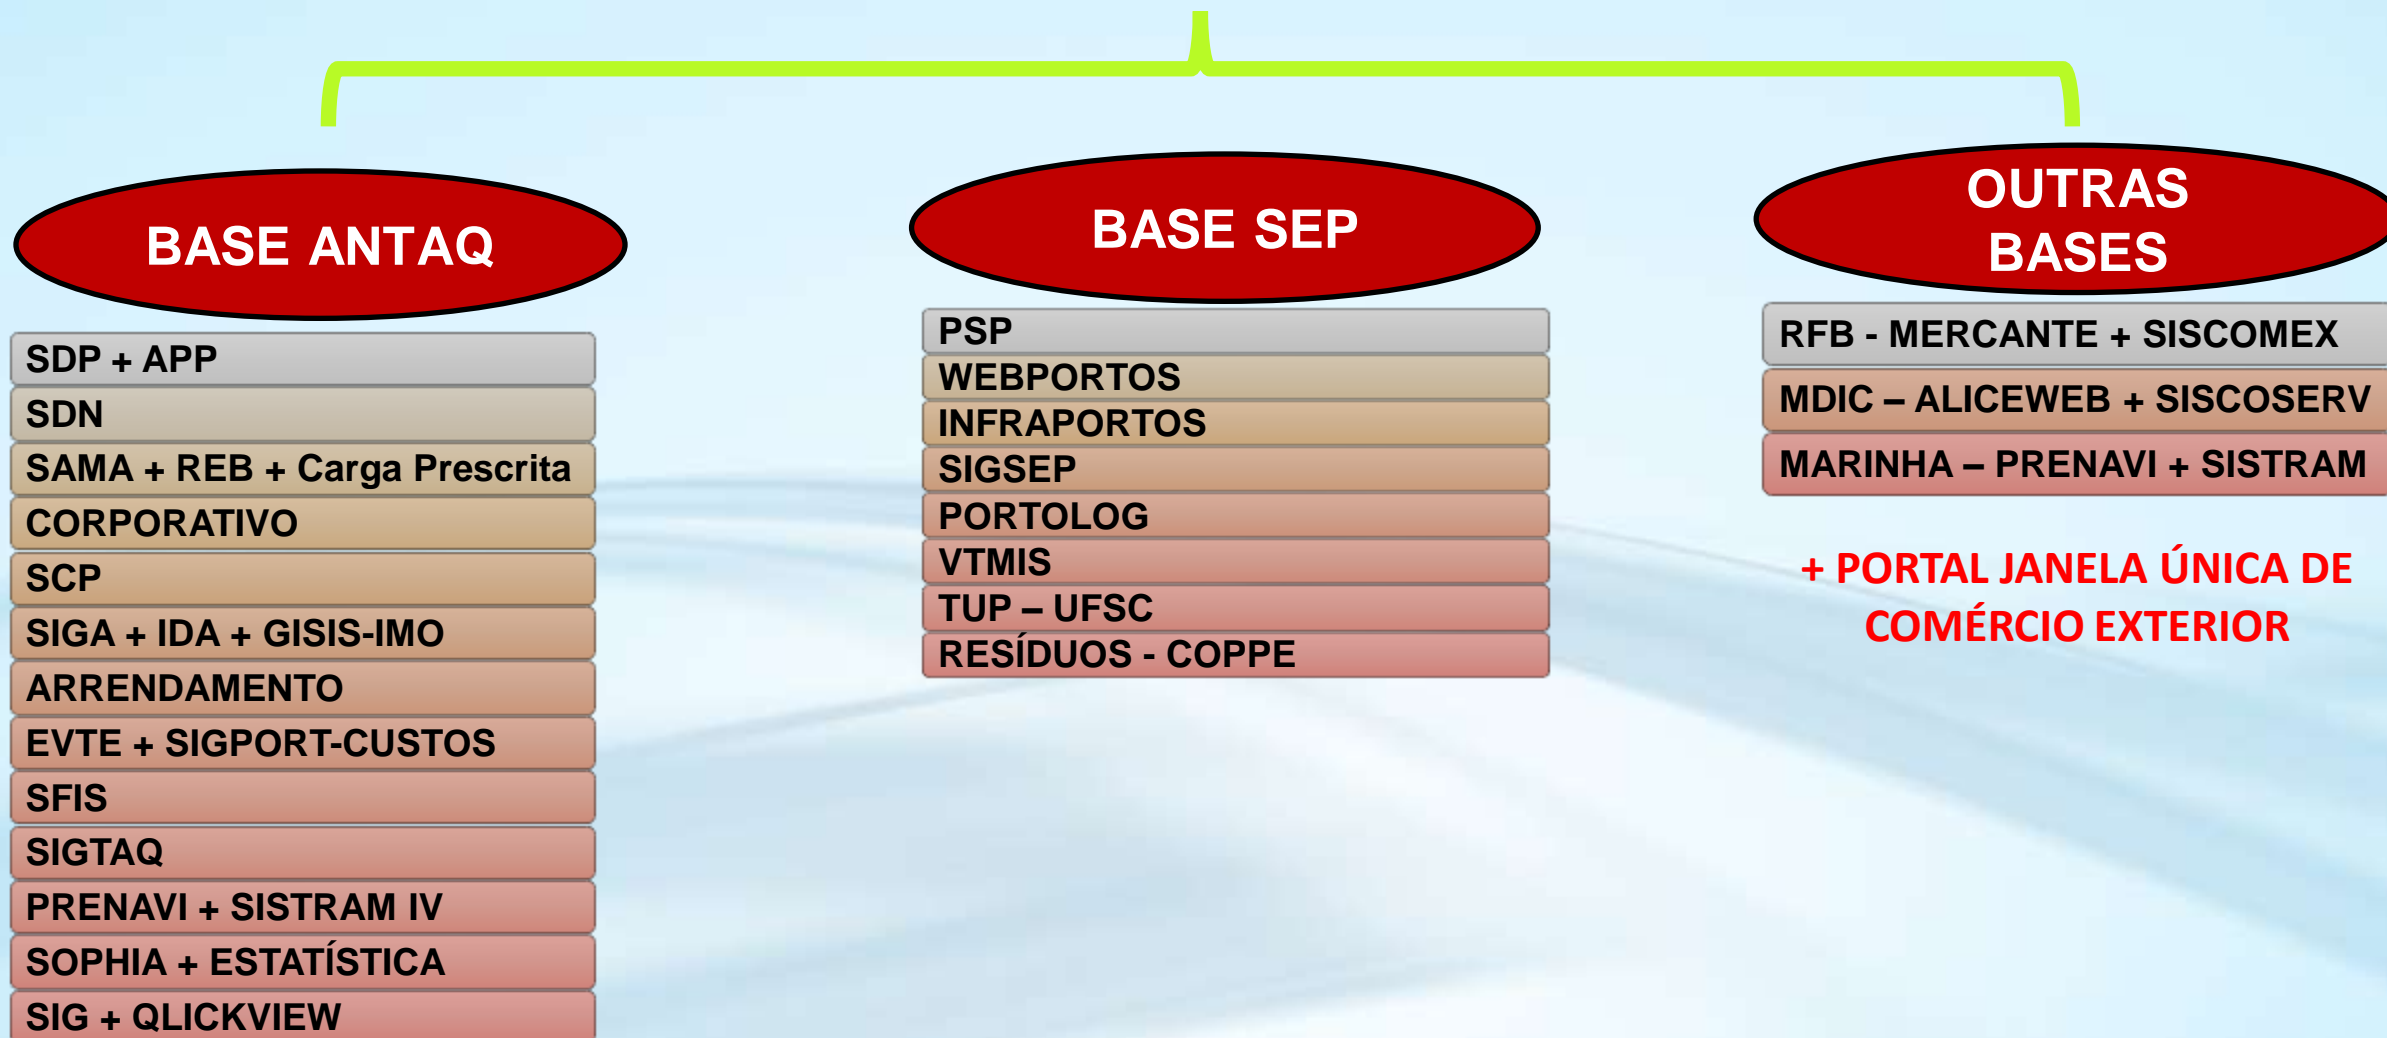 BASE ANTAQ
SDP + APP
SDN
SAMA + REB + Carga Prescrita
CORPORATIVO
SCP
SIGA + IDA + GISIS-IMO
ARRENDAMENTO
EVTE + SIGPORT-CUSTOS
SFIS
SIGTAQ
PRENAVI + SISTRAM IV
SOPHIA + ESTATÍSTICA
SIG + QLICKVIEW
BASE SEP
PSP
WEBPORTOS
INFRAPORTOS
SIGSEP
PORTOLOG
VTMIS
TUP – UFSC
RESÍDUOS - COPPE
OUTRAS
BASES
RFB - MERCANTE + SISCOMEX
MDIC – ALICEWEB + SISCOSERV
MARINHA – PRENAVI + SISTRAM
+ PORTAL JANELA ÚNICA DE
COMÉRCIO EXTERIOR